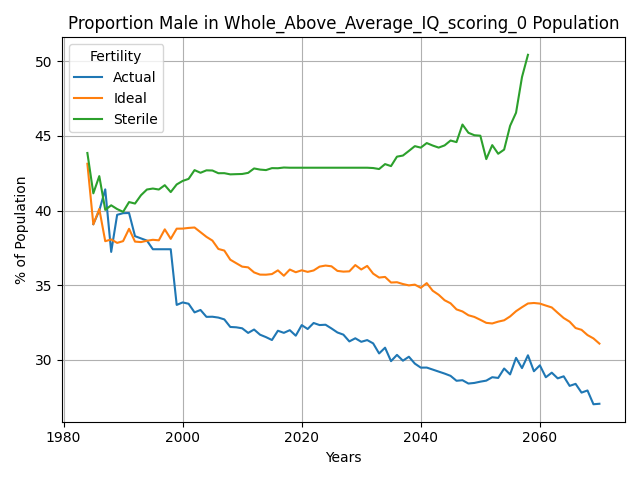 Proportion Male in Whole_Above_Average_IQ_scoring_0 Population
Fertility
Actual
Ideal
Sterile
% of Population
50
45
40
35
30
1980
2000
2020
2040
2060
Years